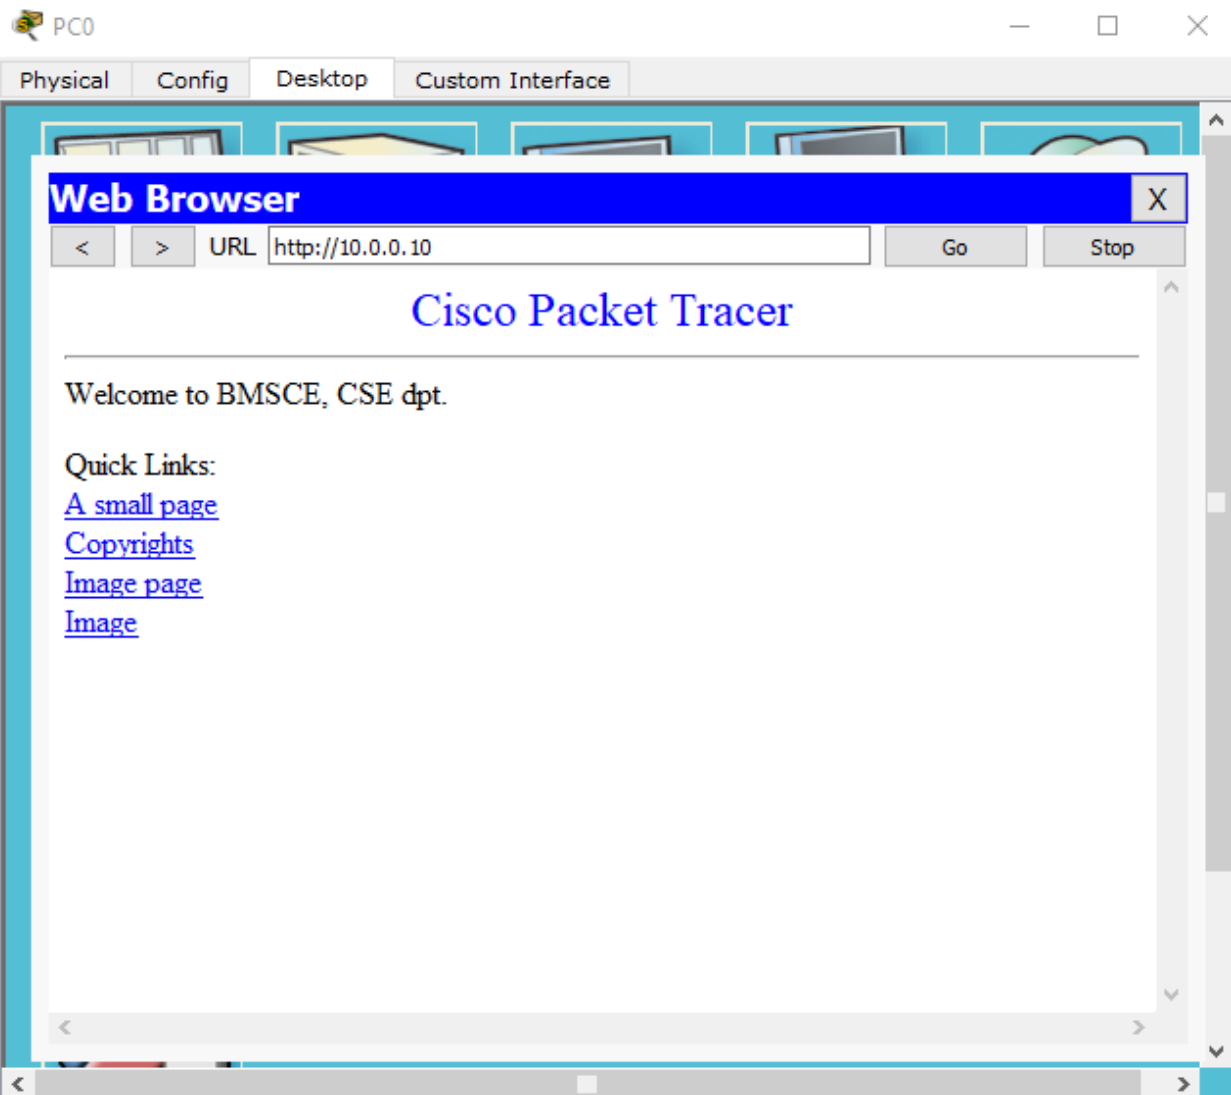 PC0
Physical Config Desktop Custom Interface
Web Browser X
< > URL http://10.0.0.10 Go Stop
Cisco Packet Tracer
Welcome to BMSCE, CSE dpt.
Quick Links:
A small page
Copyrights
Image page
Image